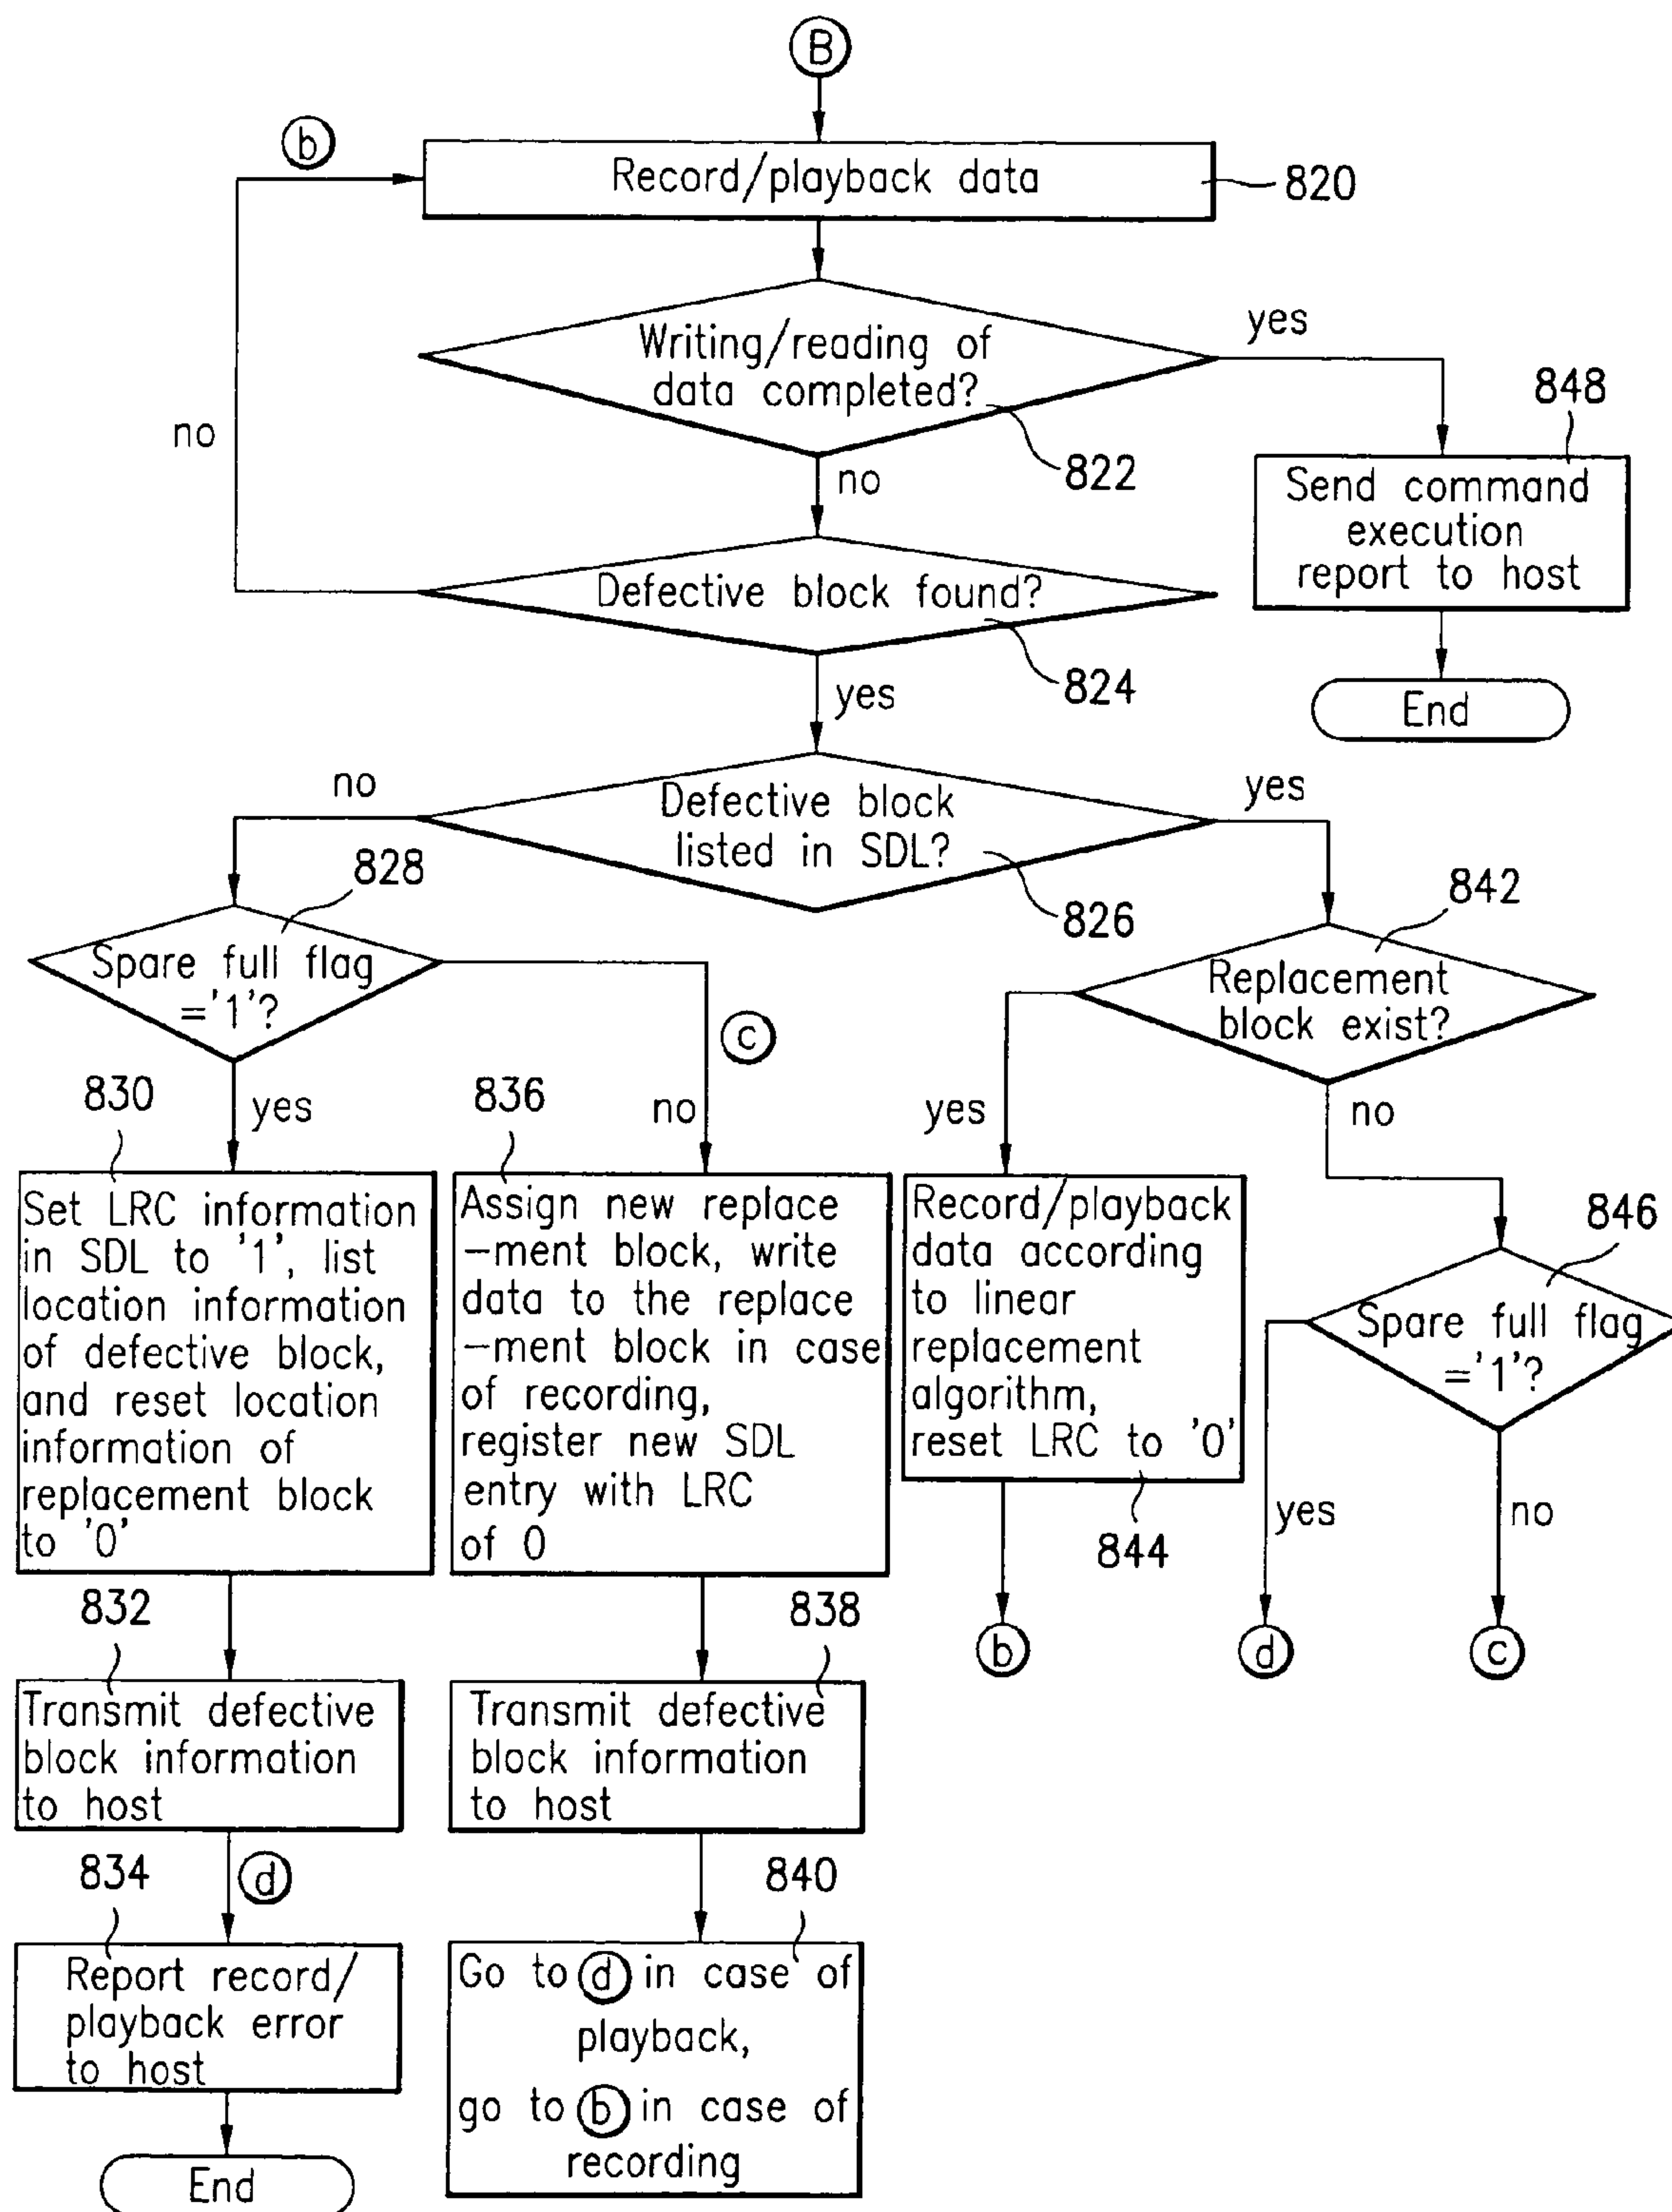 B
b
Record/playback data
820
Writing/reading of
data completed?
yes
848
822
no
no
Send command
execution
report to host
Defective block found?
824
yes
End
no
Defective block
listed in SDL?
yes
828
826
842
Spare full flag
='1'?
Replacement
block exist?
c
830
yes
836
no
yes
no
Set LRC information
in SDL to '1', list
location information
of defective block,
and reset location
information of
replacement block
to '0'
Assign new replace
-ment block, write
data to the replace
-ment block in case
of recording,
register new SDL
entry with LRC
of 0
Record/playback
data according
to linear
replacement
algorithm,
reset LRC to '0'
846
Spare full flag
='1'?
844
yes
no
832
838
b
d
c
Transmit defective
block information
to host
Transmit defective
block information
to host
834
d
840
Report record/
playback error
to host
Go to d in case of
playback,
go to b in case of
recording
End